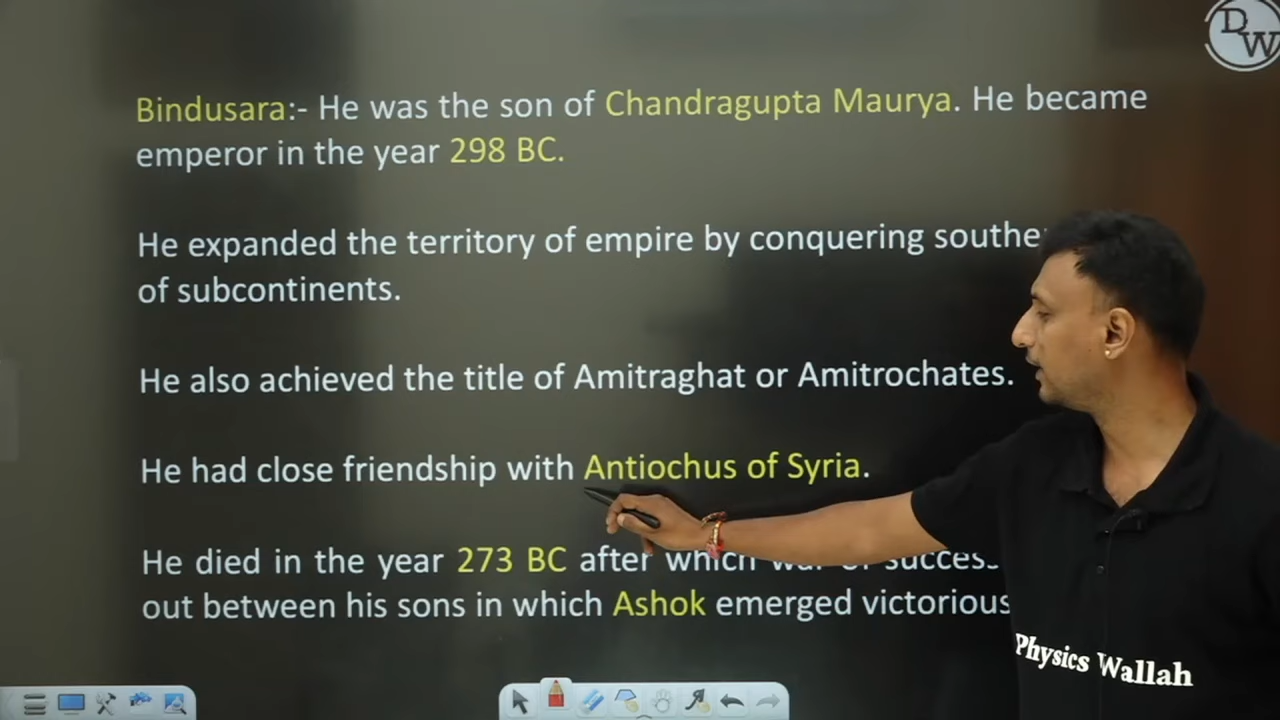 Bindusara:- He was the son of Chandragupta Maurya. He became
emperor in the year 298 BC.
He expanded the territory of empire by conquering
of subcontinents.
He also achieved the title of Amitraghat or Amitrochates.
He had close friendship with Antiochus of Syria.
He died in the year 273 BC after which war of
out between his sons in which Ashok emerged victorious
PW
Physics Wallah